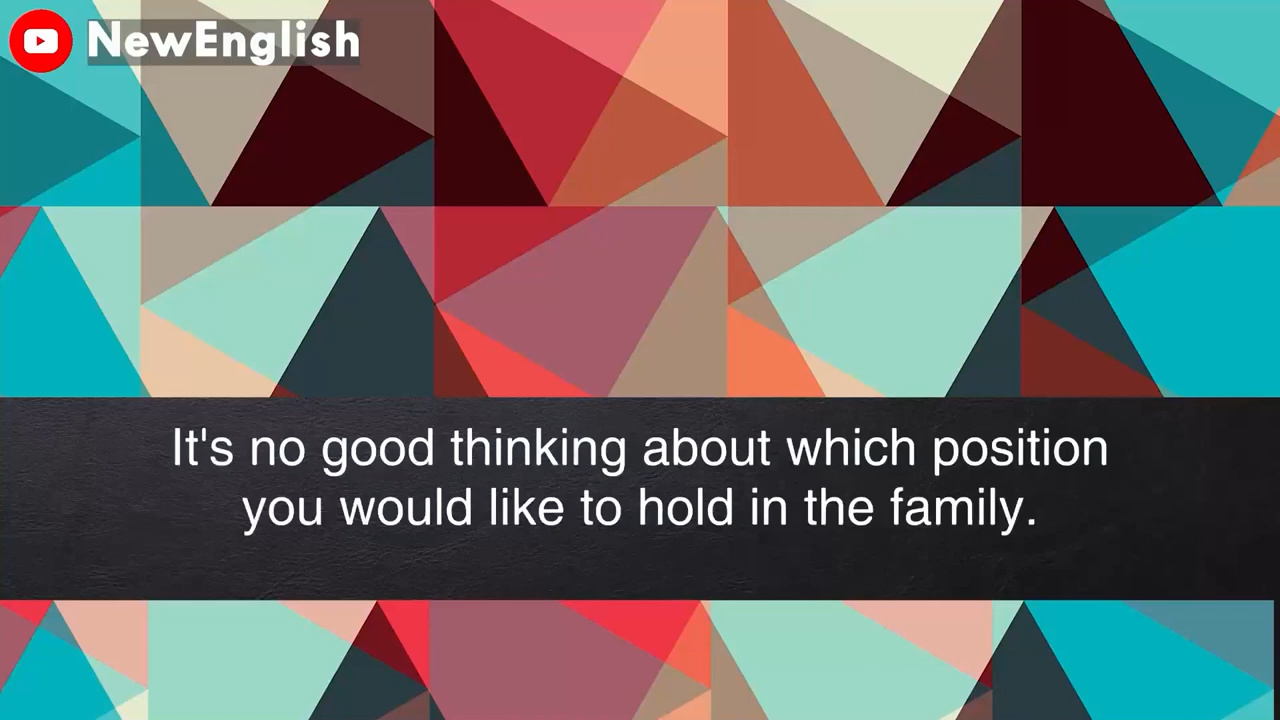 NewEnglish
It's no good thinking about which position
you would like to hold in the family.